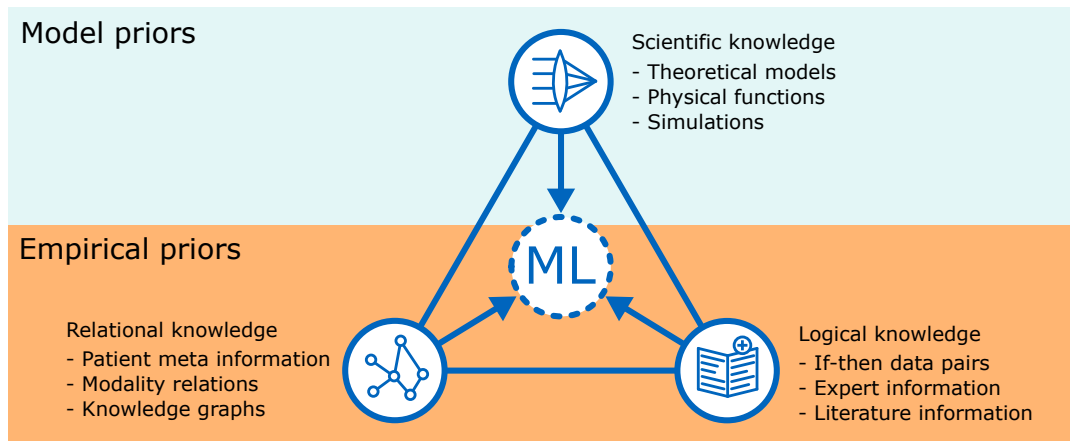 Model priors
Scientific knowledge
- Theoretical models
- Physical functions
- Simulations
Empirical priors
ML
Relational knowledge
- Patient meta information
- Modality relations
- Knowledge graphs
Logical knowledge
- If-then data pairs
- Expert information
- Literature information